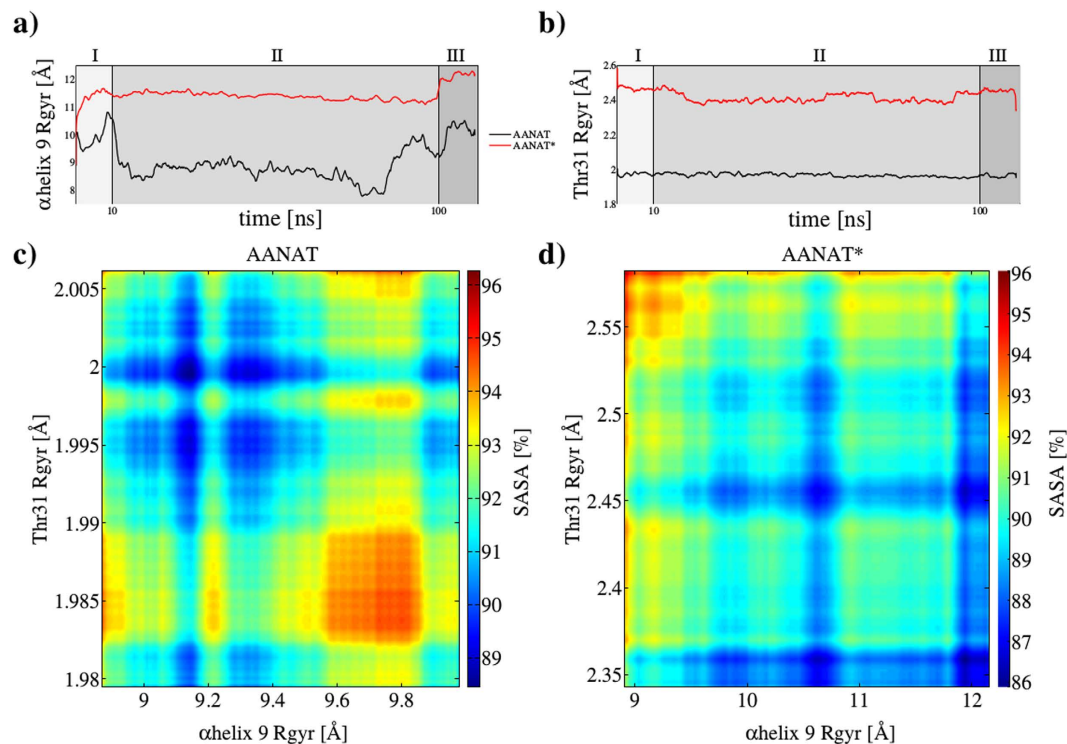 a)
I II III
αhelix 9 Rgyr [Å]
12
11
10
9
8
10 100
time [ns]
AANAT
AANAT*
b)
I II III
Thr31 Rgyr [Å]
2.6
2.4
2.2
2
1.8
10 100
time [ns]
c)
AANAT
Thr31 Rgyr [Å]
2.005
2
1.995
1.99
1.985
1.98
9 9.2 9.4 9.6 9.8
αhelix 9 Rgyr [Å]
96
95
94
93
92
91
90
89
SASA [%]
d)
AANAT*
Thr31 Rgyr [Å]
2.55
2.5
2.45
2.4
2.35
9 10 11 12
αhelix 9 Rgyr [Å]
96
95
94
93
92
91
90
89
88
87
86
SASA [%]